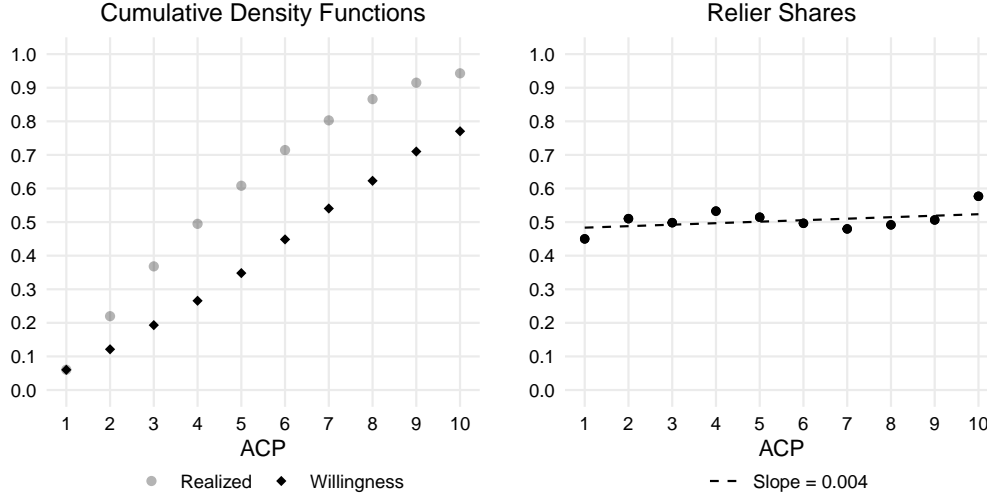 Cumulative Density Functions
1.0
0.9
0.8
0.7
0.6
0.5
0.4
0.3
0.2
0.1
0.0
1 2 3 4 5 6 7 8 9 10
ACP
Realized Willingness
Relier Shares
1.0
0.9
0.8
0.7
0.6
0.5
0.4
0.3
0.2
0.1
0.0
1 2 3 4 5 6 7 8 9 10
ACP
Slope = 0.004